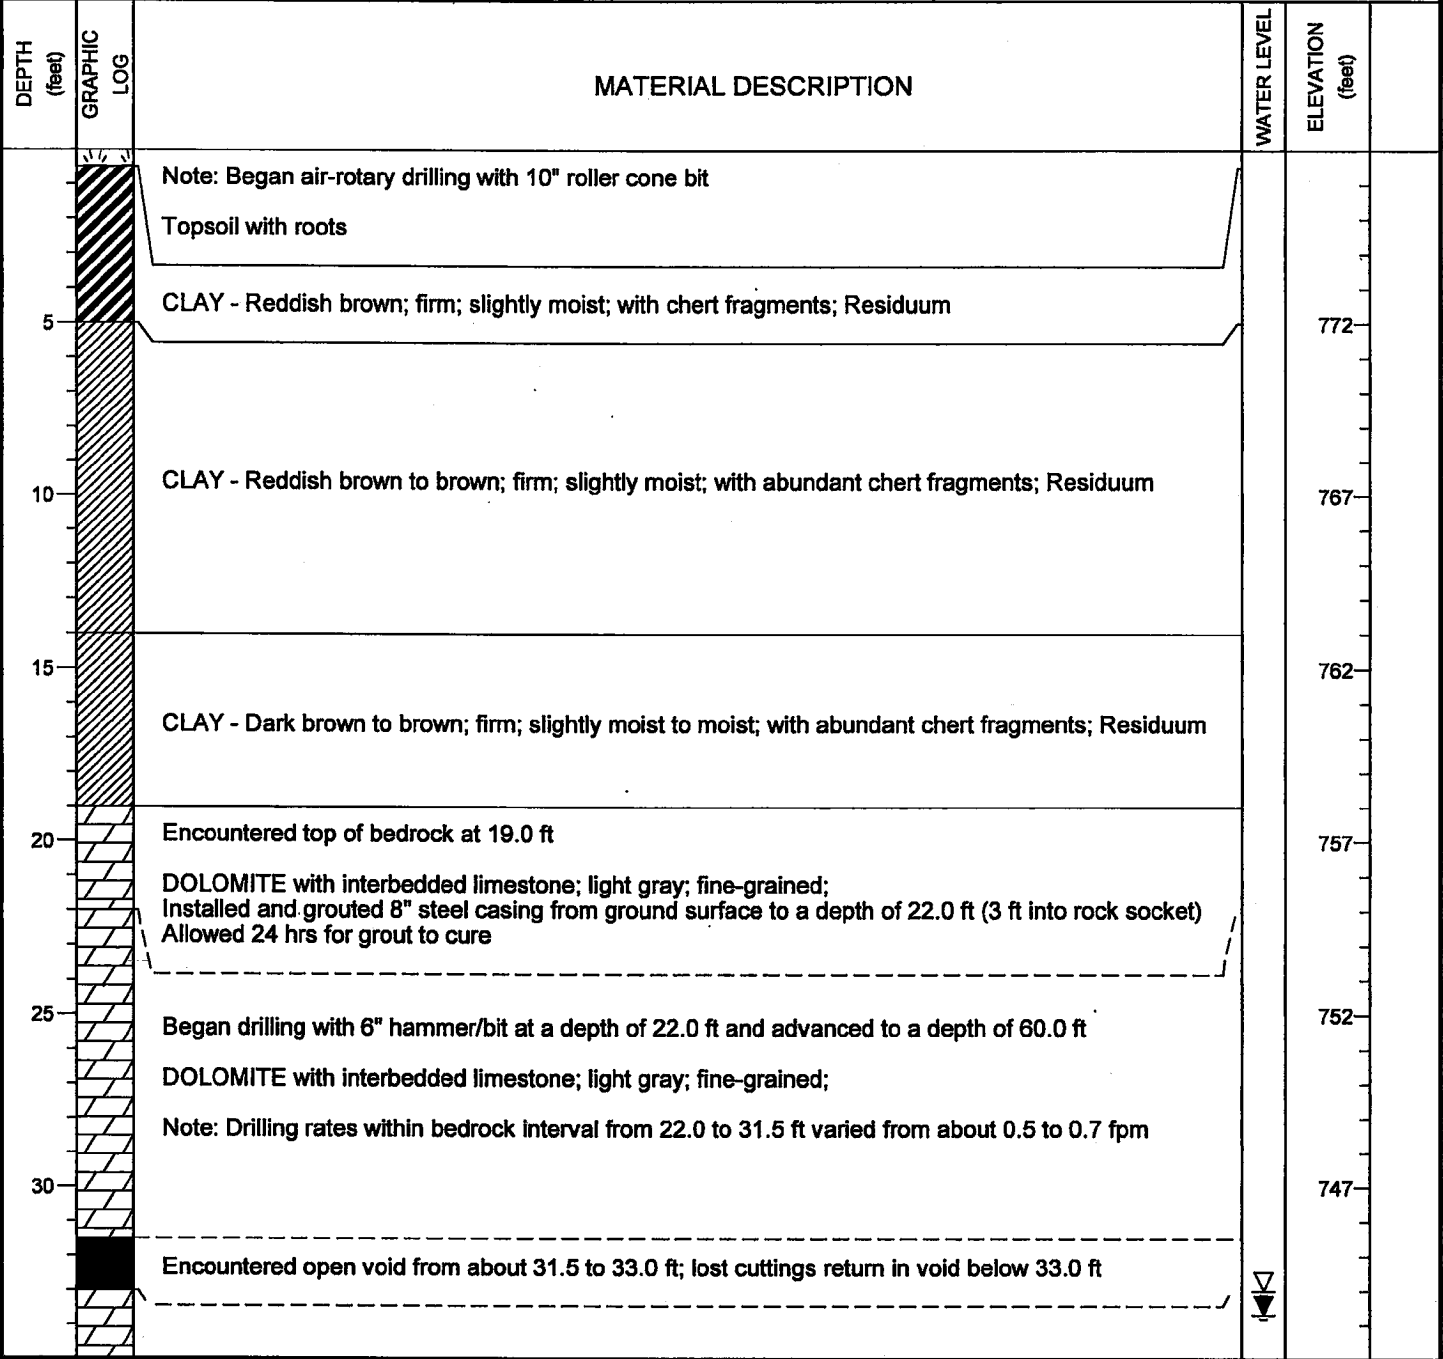 DEPTH
(feet)
GRAPHIC
LOG
MATERIAL DESCRIPTION
WATER LEVEL
ELEVATION
(feet)
Note: Began air-rotary drilling with 10" roller cone bit
Topsoil with roots
CLAY - Reddish brown; firm; slightly moist; with chert fragments; Residuum
5
772
CLAY - Reddish brown to brown; firm; slightly moist; with abundant chert fragments; Residuum
10
767
15
762
CLAY - Dark brown to brown; firm; slightly moist to moist; with abundant chert fragments; Residuum
Encountered top of bedrock at 19.0 ft
20
757
DOLOMITE with interbedded limestone; light gray; fine-grained;
Installed and grouted 8" steel casing from ground surface to a depth of 22.0 ft (3 ft into rock socket)
Allowed 24 hrs for grout to cure
25
752
Began drilling with 6" hammer/bit at a depth of 22.0 ft and advanced to a depth of 60.0 ft
DOLOMITE with interbedded limestone; light gray; fine-grained;
Note: Drilling rates within bedrock interval from 22.0 to 31.5 ft varied from about 0.5 to 0.7 fpm
30
747
Encountered open void from about 31.5 to 33.0 ft; lost cuttings return in void below 33.0 ft